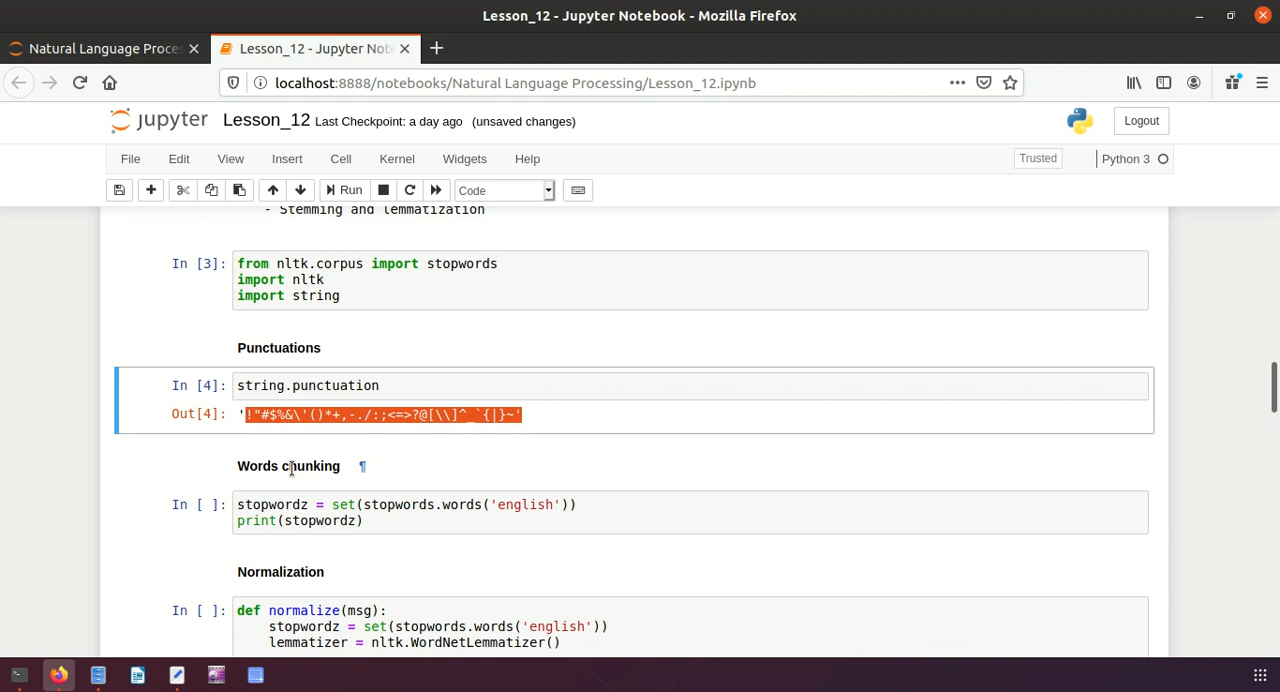 Lesson_12 - Jupyter Notebook - Mozilla Firefox
Natural Language Proces
Lesson_12 - Jupyter Not
localhost:8888/notebooks/Natural Language Processing/Lesson_12.ipynb
jupyter Lesson_12 Last Checkpoint: a day ago (unsaved changes)
Logout
File Edit View Insert Cell Kernel Widgets Help
Trusted Python 3
Run Code
- Stemming and lemmatization
In [3]: from nltk.corpus import stopwords
import nltk
import string
Punctuations
In [4]: string.punctuation
Out[4]: '!"#$%&\'()*+,-./:;<=>?@[\\]^_`{|}~'
Words chunking ¶
In [ ]: stopwordz = set(stopwords.words('english'))
print(stopwordz)
Normalization
In [ ]: def normalize(msg):
stopwordz = set(stopwords.words('english'))
lemmatizer = nltk.WordNetLemmatizer()